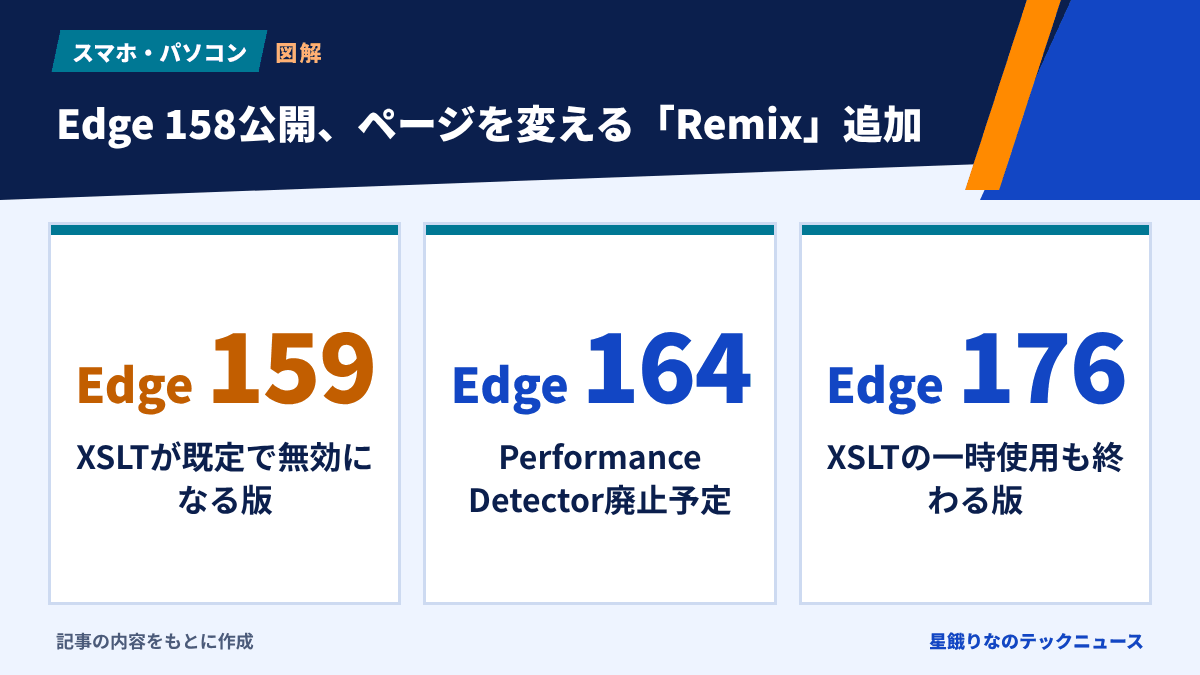 スマホ・パソコン 図解
Edge 158公開、ページを変える「Remix」追加
Edge 159
XSLTが既定で無効に
なる版
Edge 164
Performance
Detector廃止予定
Edge 176
XSLTの一時使用も終
わる版
記事の内容をもとに作成
星餓りなのテックニュース